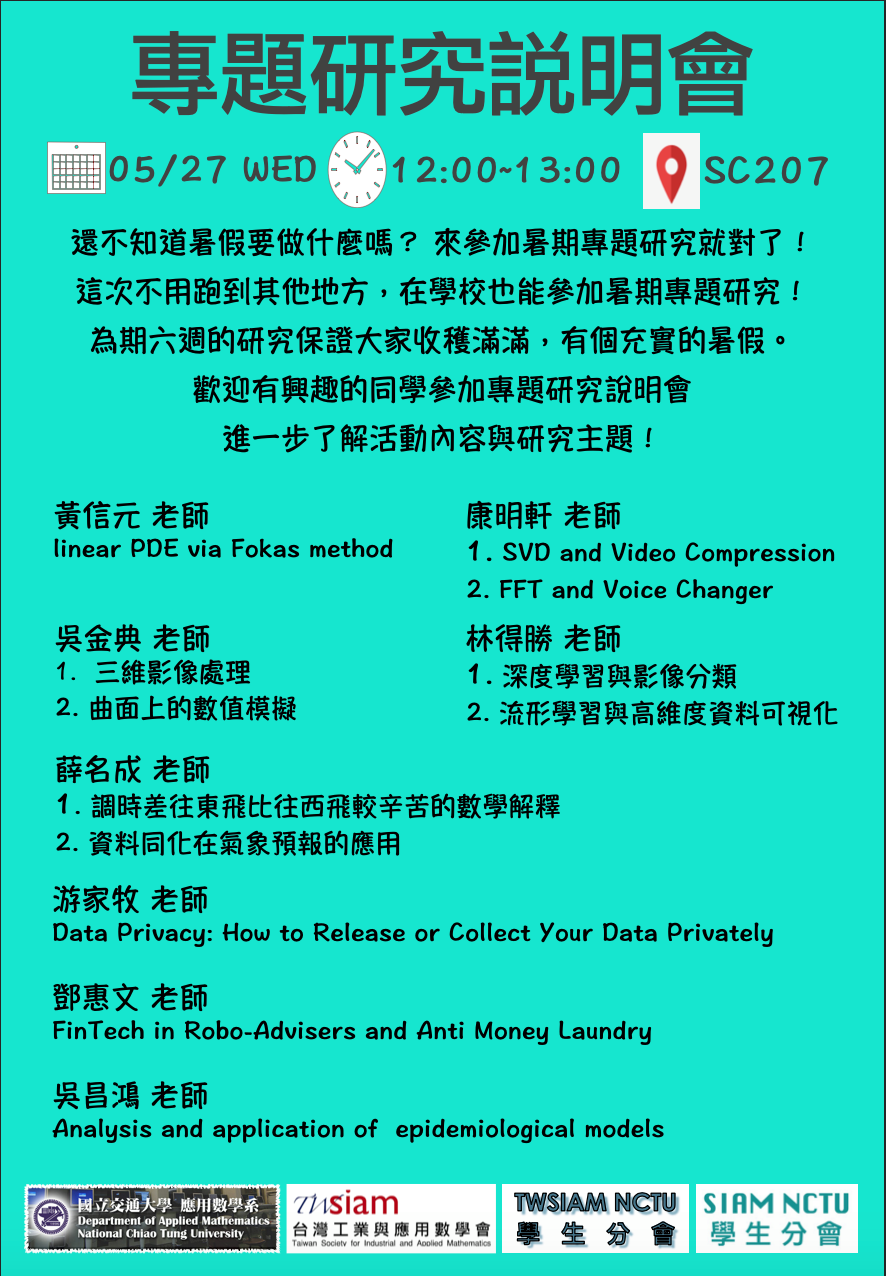 專題研究説明會
05/27 WED 12:00~13:00 SC207
還不知道暑假要做什麼嗎? 來參加暑期專題研究就對了!
這次不用跑到其他地方,在學校也能參加暑期專題研究!
為期六週的研究保證大家收穫滿滿,有個充實的暑假。
歡迎有興趣的同學參加專題研究說明會
進一步了解活動內容與研究主題!
黃信元 老師
linear PDE via Fokas method
康明軒 老師
1. SVD and Video Compression
2. FFT and Voice Changer
吳金典 老師
1. 三維影像處理
2. 曲面上的數值模擬
林得勝 老師
1. 深度學習與影像分類
2. 流形學習與高維度資料可視化
薛名成 老師
1. 調時差往東飛比往西飛較辛苦的數學解釋
2. 資料同化在氣象預報的應用
游家牧 老師
Data Privacy: How to Release or Collect Your Data Privately
鄧惠文 老師
FinTech in Robo-Advisers and Anti Money Laundry
吳昌鴻 老師
Analysis and application of epidemiological models
國立交通大學 應用數學系
Department of Applied Mathematics
National Chiao Tung University
TWsiam
台灣工業與應用數學會
Taiwan Society for Industrial and Applied Mathematics
TWSIAM NCTU
學生分會
SIAM NCTU
學生分會